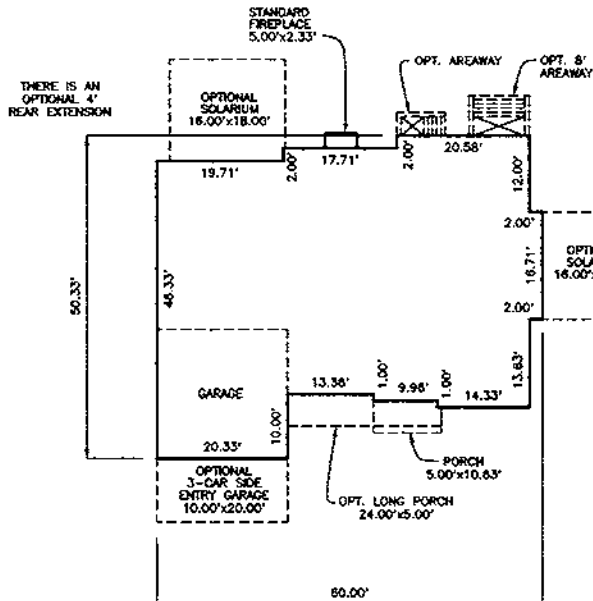 STANDARD
FIREPLACE
5.00'x2.33'
OPT. AREAWAY
OPT. 8'
AREAWAY
THERE IS AN
OPTIONAL 4'
REAR EXTENSION
OPTIONAL
SOLARIUM
16.00'x18.00'
19.71'
2.00'
17.71'
2.00'
20.58'
12.00'
2.00'
16.71'
2.00'
13.63'
50.33'
46.33'
GARAGE
13.38'
1.00'
9.96'
1.00'
14.33'
10.00'
20.33'
OPTIONAL
3-CAR SIDE
ENTRY GARAGE
10.00'x20.00'
PORCH
5.00'x10.83'
OPT. LONG PORCH
24.00'x5.00'
60.00'